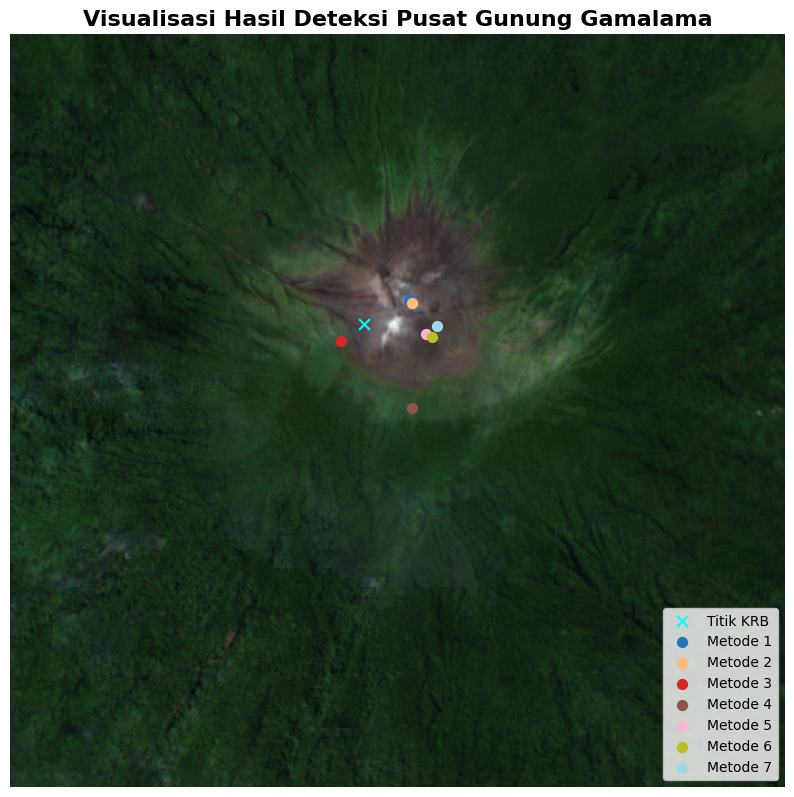 Visualisasi Hasil Deteksi Pusat Gunung Gamalama
Titik KRB
Metode 1
Metode 2
Metode 3
Metode 4
Metode 5
Metode 6
Metode 7